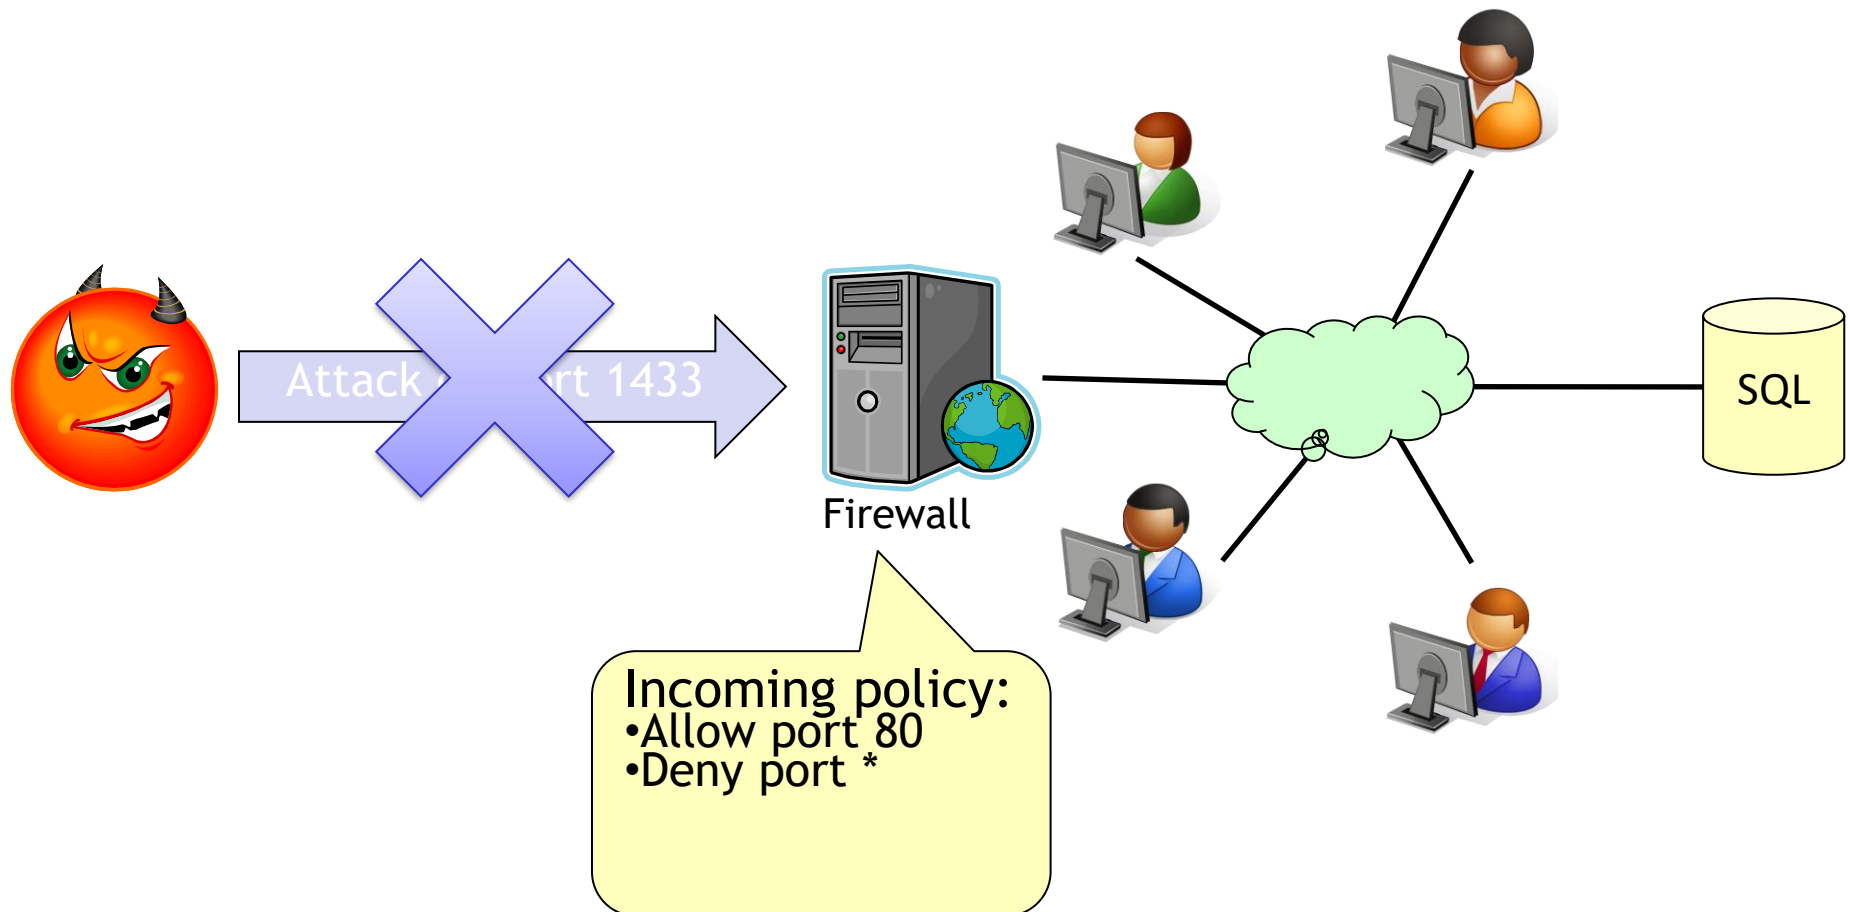 Attack rt 1433
SQL
Firewall
Incoming policy:
•Allow port 80
•Deny port *